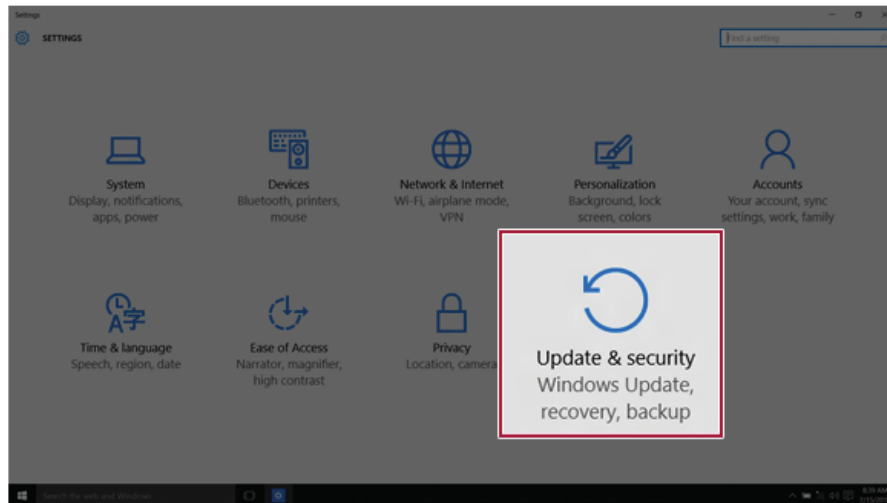 Settings
SETTINGS
Find a setting
System
Display, notifications,
apps, power
Devices
Bluetooth, printers,
mouse
Network & Internet
Wi-Fi, airplane mode,
VPN
Personalization
Background, lock
screen, colors
Accounts
Your account, sync
settings, work, family
Time & language
Speech, region, date
Ease of Access
Narrator, magnifier,
high contrast
Privacy
Location, camera
Update & security
Windows Update,
recovery, backup
Search the web and Windows
8:39 AM